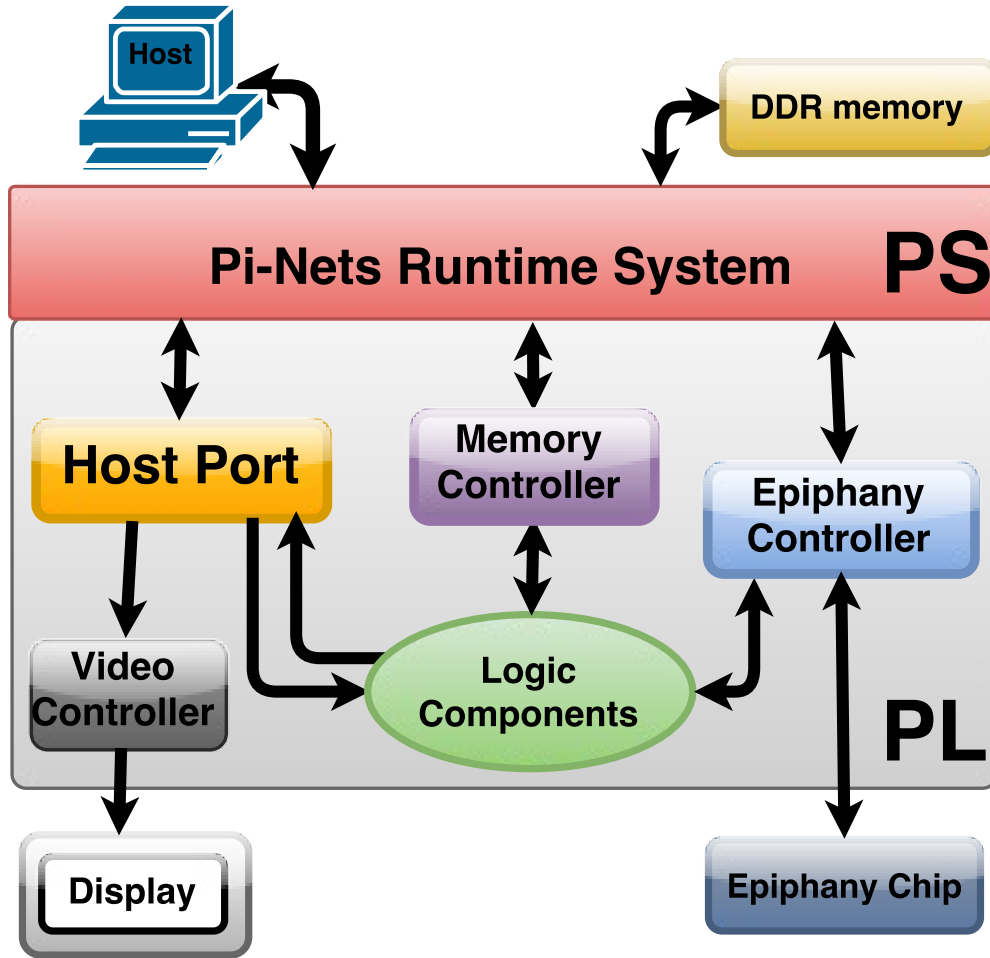 Host
DDR memory
Pi-Nets Runtime System
PS
Host Port
Memory
Controller
Epiphany
Controller
Video
Controller
Logic
Components
PL
Display
Epiphany Chip